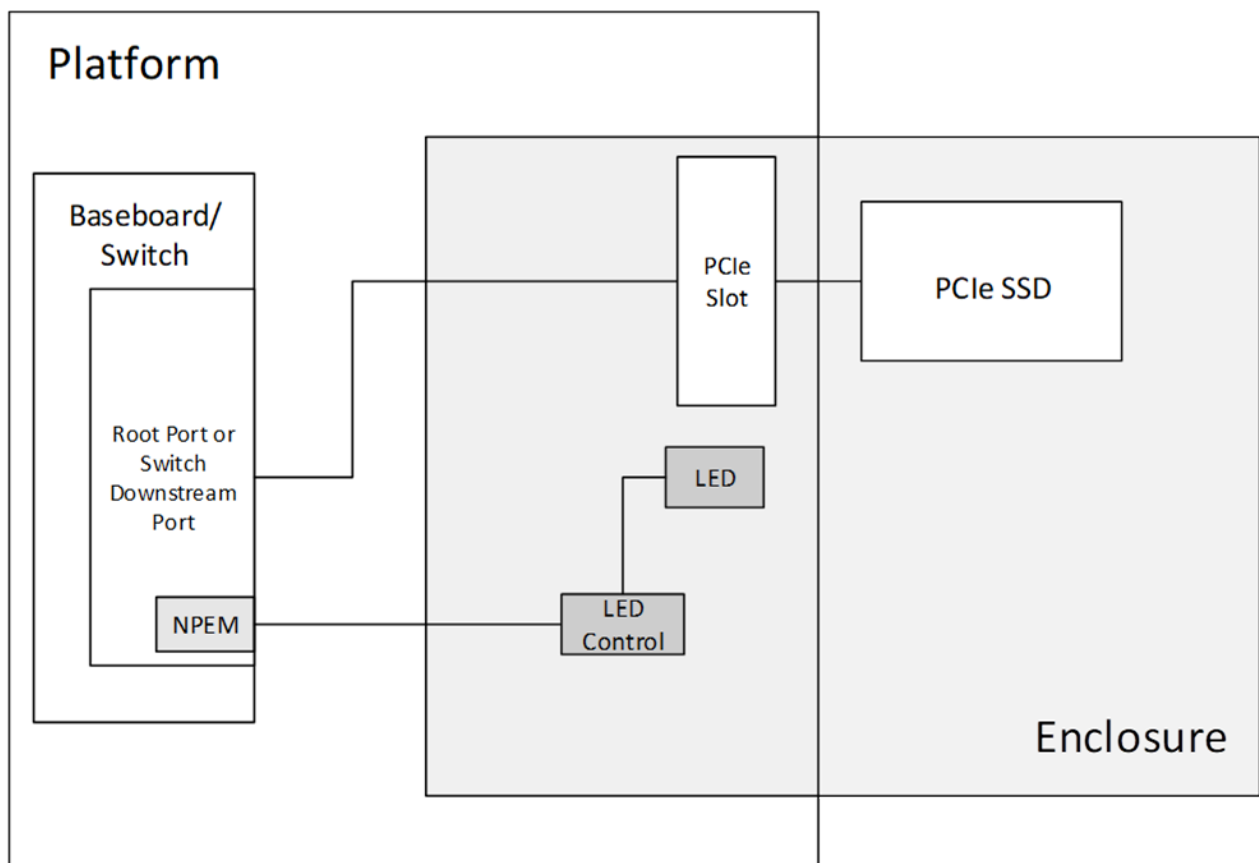 Platform
Baseboard/
Switch
PCIe
Slot
PCIe SSD
Root Port or
Switch
Downstream
Port
LED
NPEM
LED
Control
Enclosure